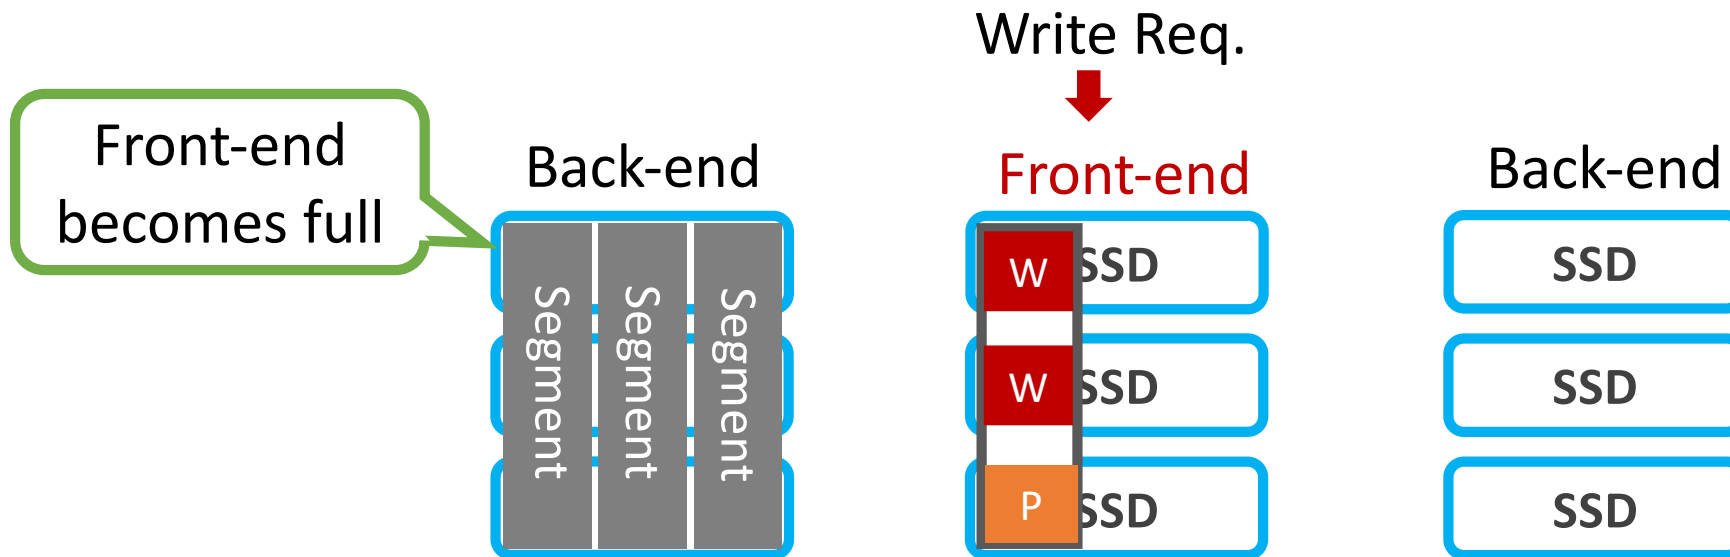 Write Req.
Front-end
becomes full
Back-end
Front-end
Back-end
Segment
Segment
Segment
W
SSD
W
SSD
P
SSD
SSD
SSD
SSD